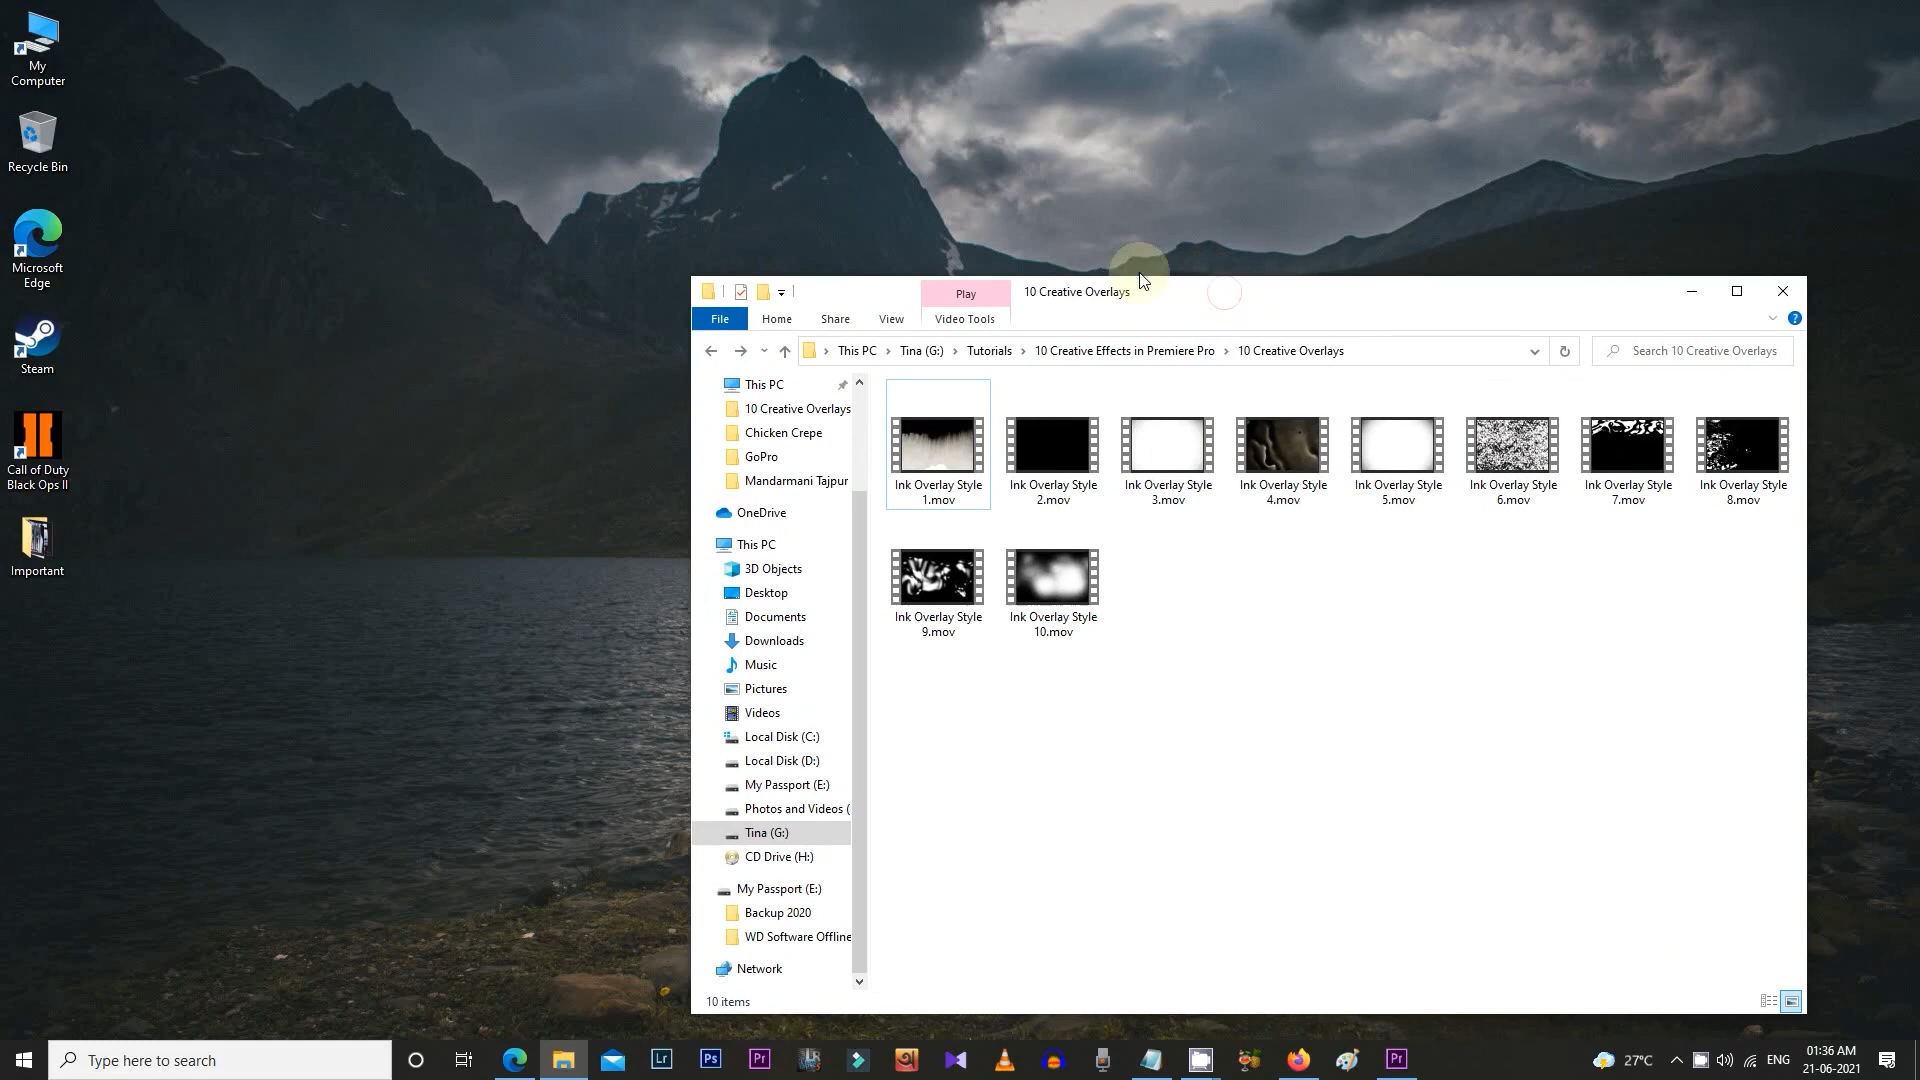 My
Computer
Recycle Bin
Microsoft
Edge
Steam
Call of Duty
Black Ops II
Important
Play
10 Creative Overlays
File
Home
Share
View
Video Tools
This PC
Tina (G:)
Tutorials
10 Creative Effects in Premiere Pro
10 Creative Overlays
Search 10 Creative Overlays
This PC
10 Creative Overlays
Chicken Crepe
GoPro
Mandarmani Tajpur
OneDrive
This PC
3D Objects
Desktop
Documents
Downloads
Music
Pictures
Videos
Local Disk (C:)
Local Disk (D:)
My Passport (E:)
Photos and Videos (
Tina (G:)
CD Drive (H:)
My Passport (E:)
Backup 2020
WD Software Offline
Network
Ink Overlay Style
1.mov
Ink Overlay Style
2.mov
Ink Overlay Style
3.mov
Ink Overlay Style
4.mov
Ink Overlay Style
5.mov
Ink Overlay Style
6.mov
Ink Overlay Style
7.mov
Ink Overlay Style
8.mov
Ink Overlay Style
9.mov
Ink Overlay Style
10.mov
10 items
Type here to search
Lr
Ps
Pr
Pr
27°C
ENG
01:36 AM
21-06-2021